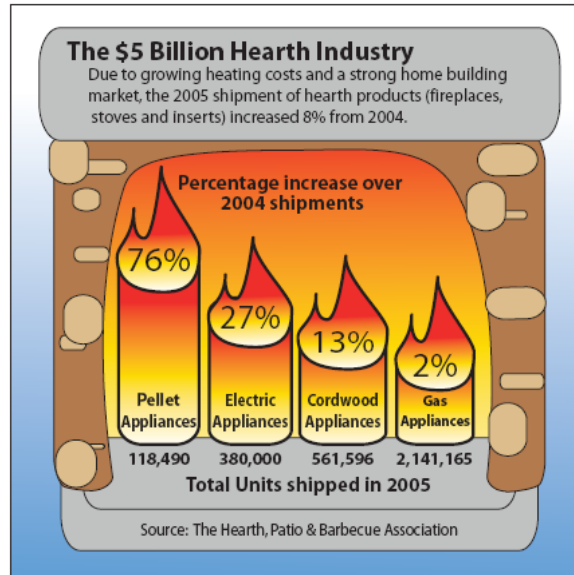 The $5 Billion Hearth Industry
Due to growing heating costs and a strong home building
market, the 2005 shipment of hearth products (fireplaces,
stoves and inserts) increased 8% from 2004.
Percentage increase over
2004 shipments
76%
27%
13%
2%
Pellet
Appliances
Electric
Appliances
Cordwood
Appliances
Gas
Appliances
118,490
380,000
561,596
2,141,165
Total Units shipped in 2005
Source: The Hearth, Patio & Barbecue Association